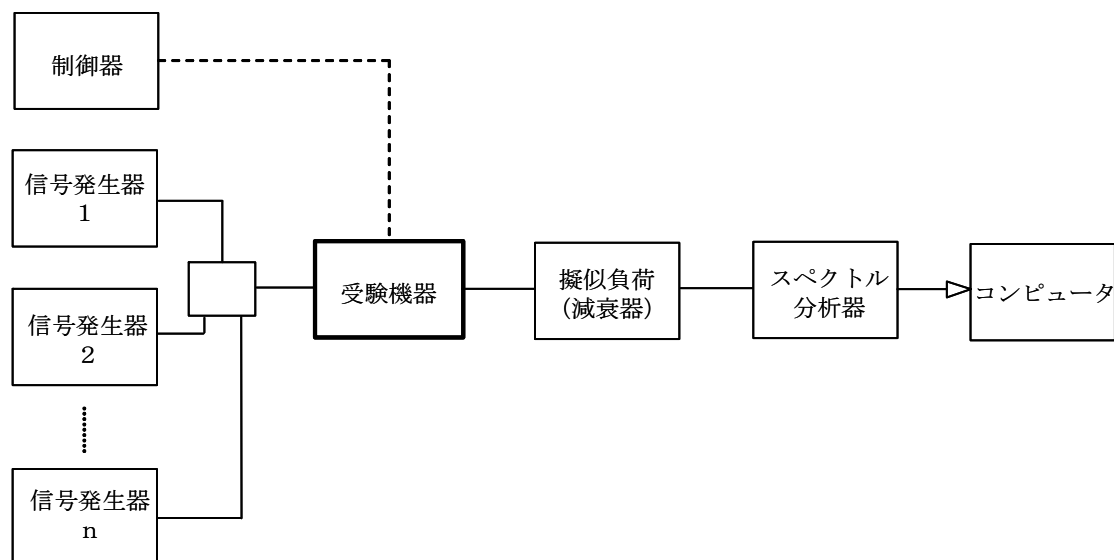 制御器
信号発生器
1
信号発生器
2
信号発生器
n
受験機器
擬似負荷
(減衰器)
スペクトル
分析器
コンピュータ